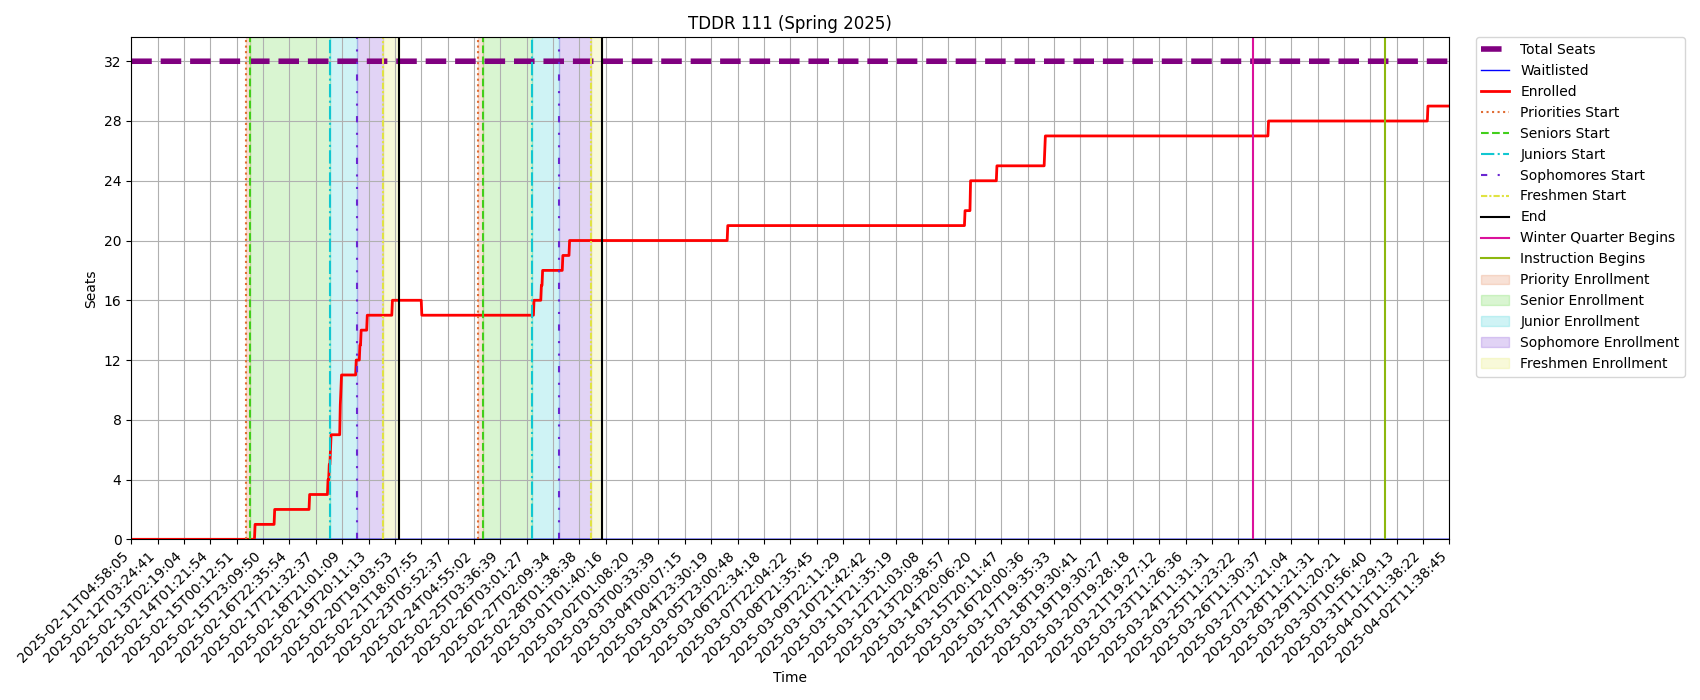 TDDR 111 (Spring 2025)
Seats
32
28
24
20
16
12
8
4
0
2025-02-11T04:58:05
2025-02-12T03:24:41
2025-02-13T02:19:04
2025-02-14T01:21:54
2025-02-15T00:12:51
2025-02-15T23:09:50
2025-02-16T22:35:54
2025-02-17T21:32:37
2025-02-18T21:01:09
2025-02-19T20:11:13
2025-02-20T19:03:53
2025-02-21T18:07:55
2025-02-23T03:52:37
2025-02-24T04:55:02
2025-02-25T03:36:39
2025-02-26T03:01:27
2025-02-27T02:09:34
2025-02-28T01:38:38
2025-03-01T01:40:16
2025-03-02T01:08:20
2025-03-03T00:33:39
2025-03-04T00:07:15
2025-03-04T23:30:19
2025-03-05T23:00:48
2025-03-06T22:34:18
2025-03-07T22:04:22
2025-03-08T21:35:45
2025-03-09T22:11:29
2025-03-10T21:42:42
2025-03-11T21:35:19
2025-03-12T21:03:08
2025-03-13T20:38:57
2025-03-14T20:06:20
2025-03-15T20:11:47
2025-03-16T20:00:36
2025-03-17T19:35:33
2025-03-18T19:30:41
2025-03-19T19:30:27
2025-03-20T19:28:18
2025-03-21T19:27:12
2025-03-23T11:26:36
2025-03-24T11:31:31
2025-03-25T11:23:22
2025-03-26T11:30:37
2025-03-27T11:21:04
2025-03-28T11:21:31
2025-03-29T11:20:21
2025-03-30T10:56:40
2025-03-31T11:29:13
2025-04-01T11:38:22
2025-04-02T11:38:45
Time
Total Seats
Waitlisted
Enrolled
Priorities Start
Seniors Start
Juniors Start
Sophomores Start
Freshmen Start
End
Winter Quarter Begins
Instruction Begins
Priority Enrollment
Senior Enrollment
Junior Enrollment
Sophomore Enrollment
Freshmen Enrollment